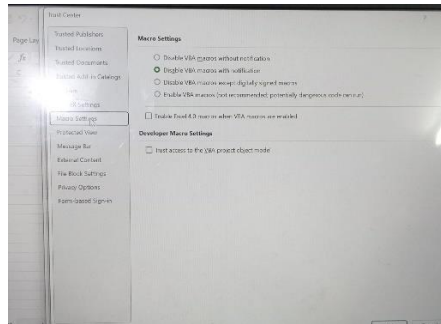 Trust Center
?
Page Lay
fx
Trusted Publishers
Trusted Locations
Trusted Documents
Trusted Add-in Catalogs
Settings
Macro Settings
Protected View
Message Bar
External Content
File Block Settings
Privacy Options
Form-based Sign-in
Macro Settings
Disable VBA macros without notification
Disable VBA macros with notification
Disable VBA macros except digitally signed macros
Enable VBA macros (not recommended; potentially dangerous code can run)
Enable Excel 4.0 macros when VBA macros are enabled
Developer Macro Settings
Trust access to the VBA project object model